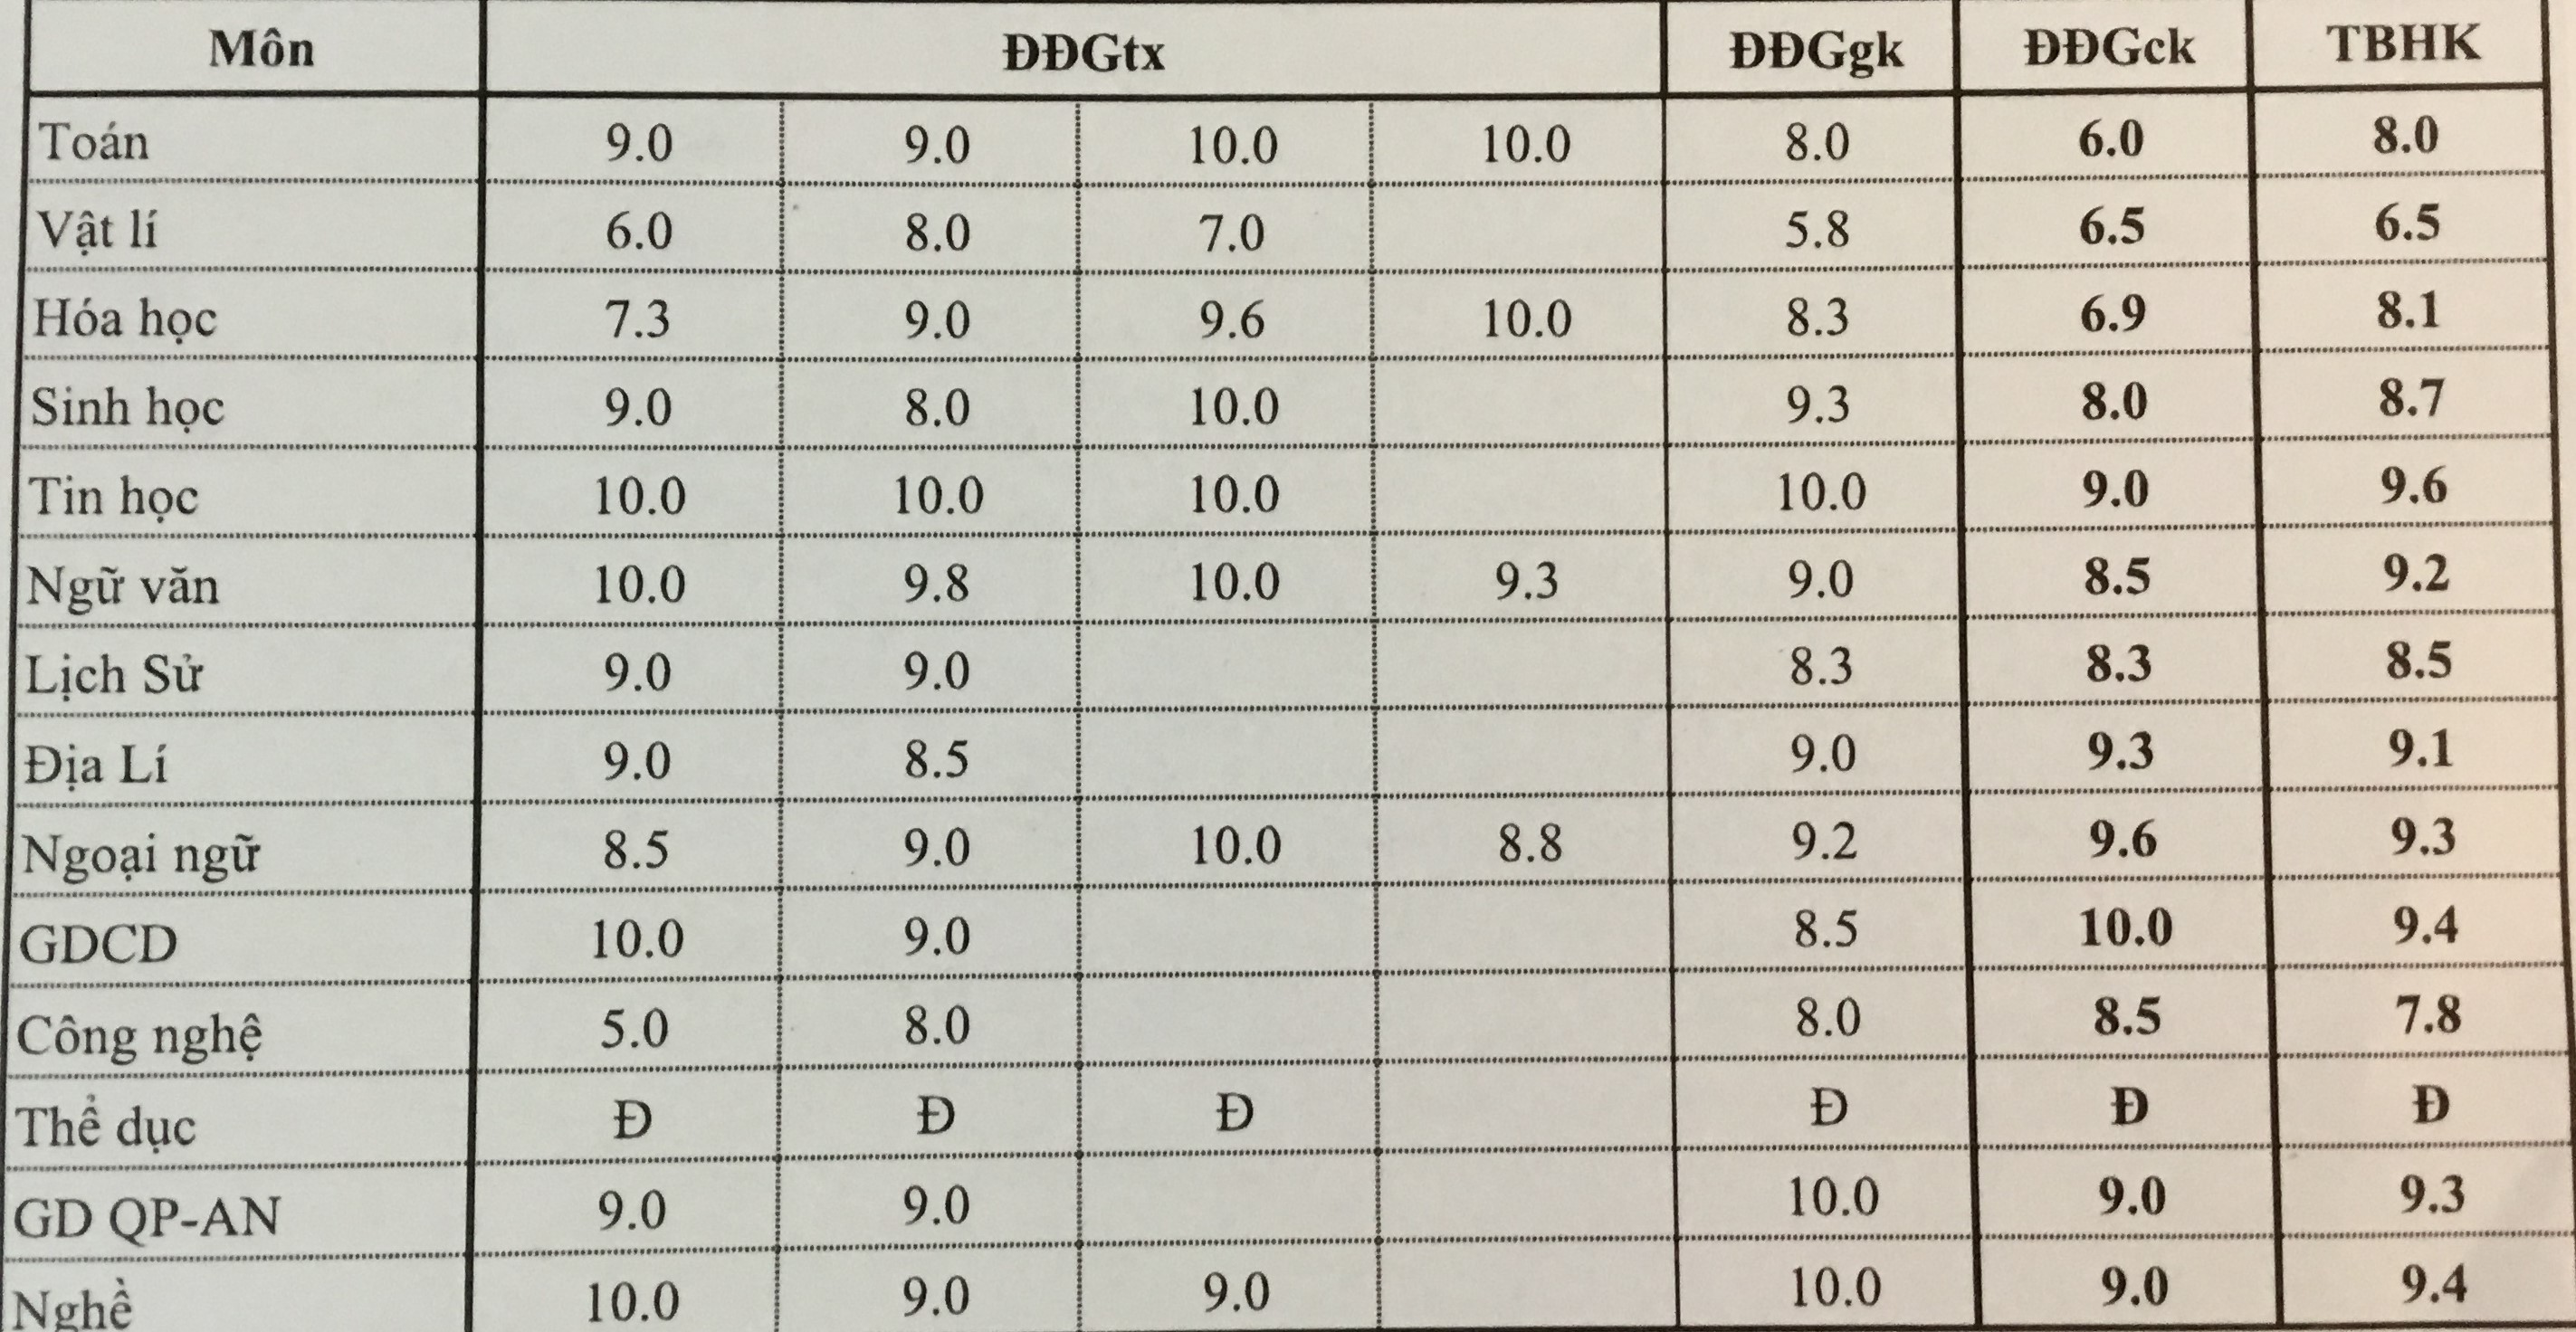 Môn ĐĐGtx ĐĐGgk ĐĐGck TBHK
Toán 9.0 9.0 10.0 10.0 8.0 6.0 8.0
Vật lí 6.0 8.0 7.0 5.8 6.5 6.5
Hóa học 7.3 9.0 9.6 10.0 8.3 6.9 8.1
Sinh học 9.0 8.0 10.0 9.3 8.0 8.7
Tin học 10.0 10.0 10.0 10.0 9.0 9.6
Ngữ văn 10.0 9.8 10.0 9.3 9.0 8.5 9.2
Lịch Sử 9.0 9.0 8.3 8.3 8.5
Địa Lí 9.0 8.5 9.0 9.3 9.1
Ngoại ngữ 8.5 9.0 10.0 8.8 9.2 9.6 9.3
GDCD 10.0 9.0 8.5 10.0 9.4
Công nghệ 5.0 8.0 8.0 8.5 7.8
Thể dục Đ Đ Đ Đ Đ Đ
GD QP-AN 9.0 9.0 10.0 9.0 9.3
Nghề 10.0 9.0 9.0 10.0 9.0 9.4